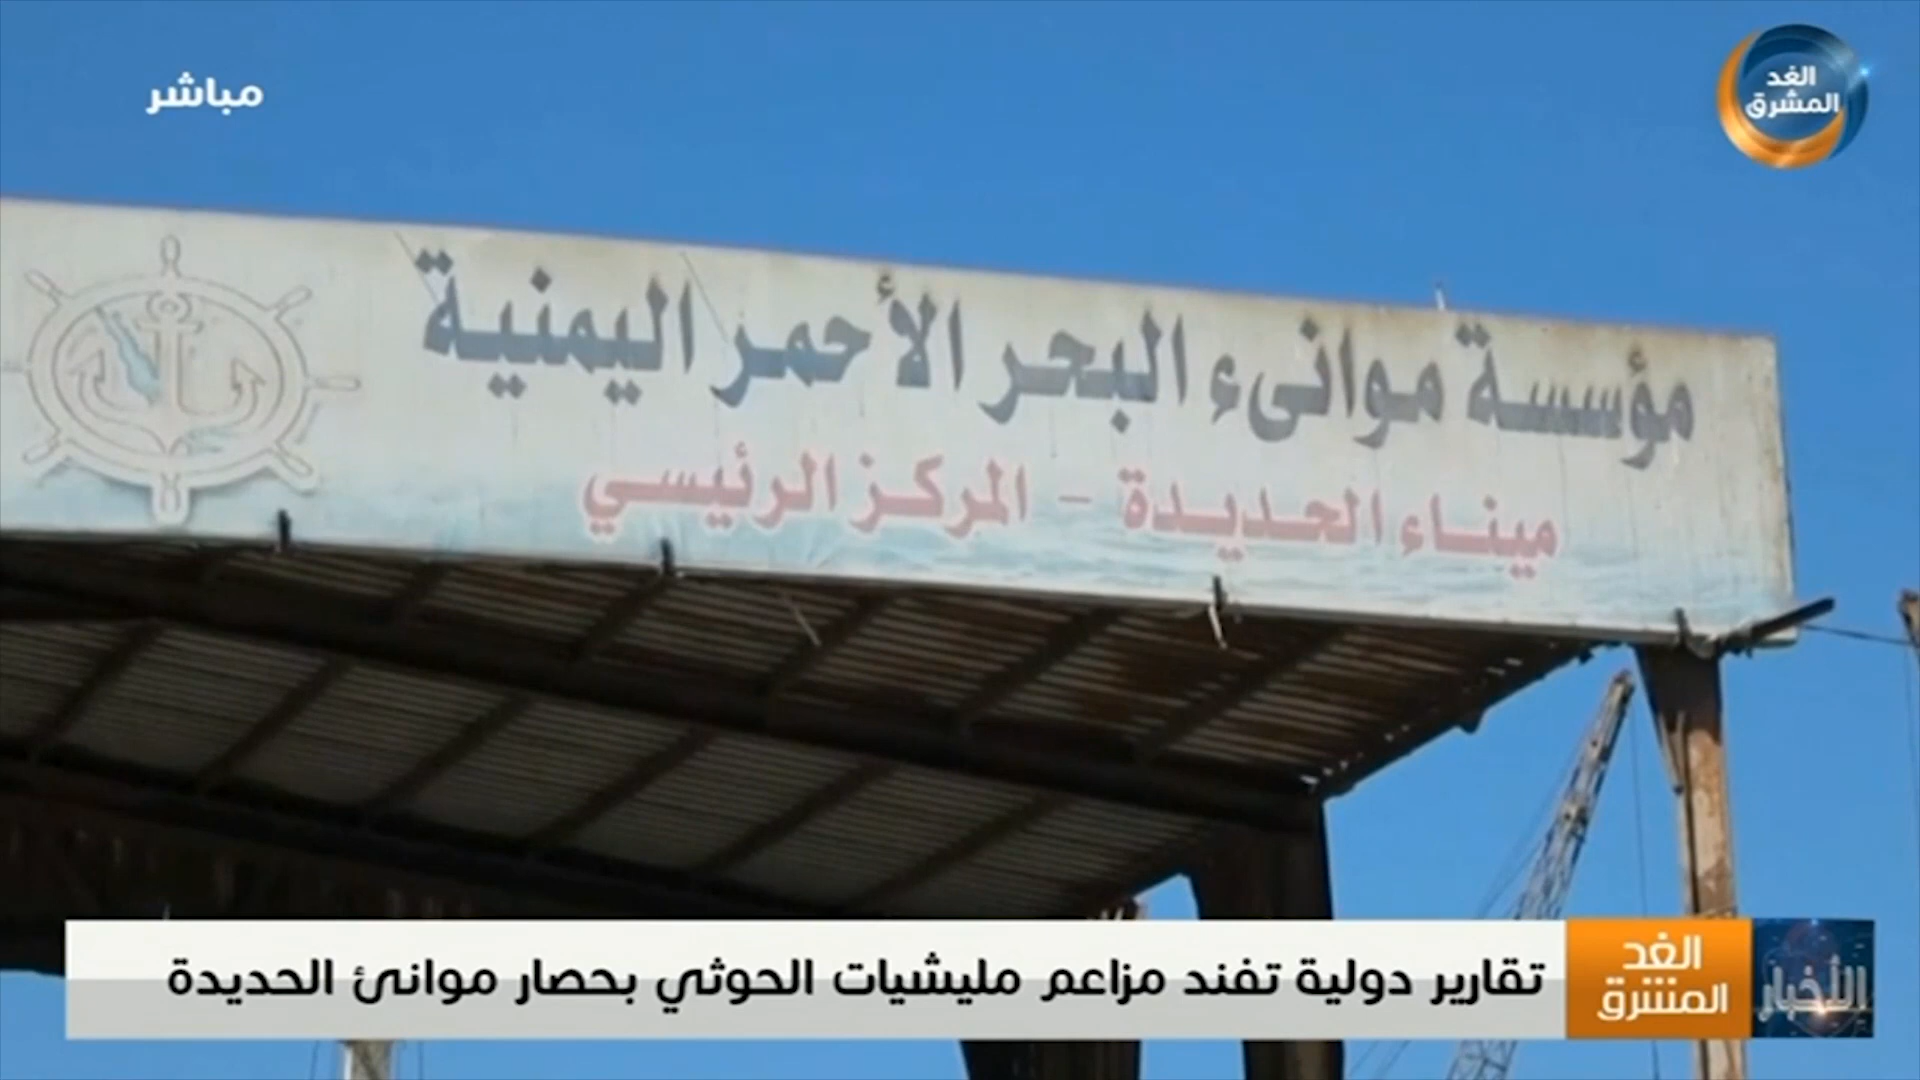 مباشر
الغد
المشرق
مؤسسة موانىء البحر الأحمر اليمنية
ميناء الحديدة - المركز الرئيسي
الأخبار
الغد
المشرق
تقارير دولية تفند مزاعم مليشيات الحوثي بحصار موانئ الحديدة